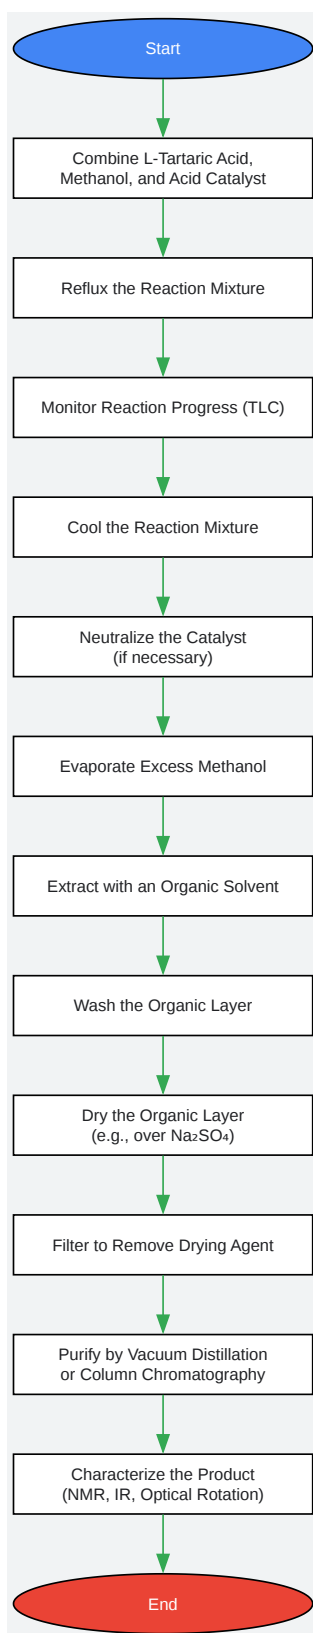 Start
Combine L-Tartaric Acid,
Methanol, and Acid Catalyst
Reflux the Reaction Mixture
Monitor Reaction Progress (TLC)
Cool the Reaction Mixture
Neutralize the Catalyst
(if necessary)
Evaporate Excess Methanol
Extract with an Organic Solvent
Wash the Organic Layer
Dry the Organic Layer
(e.g., over Na₂SO₄)
Filter to Remove Drying Agent
Purify by Vacuum Distillation
or Column Chromatography
Characterize the Product
(NMR, IR, Optical Rotation)
End